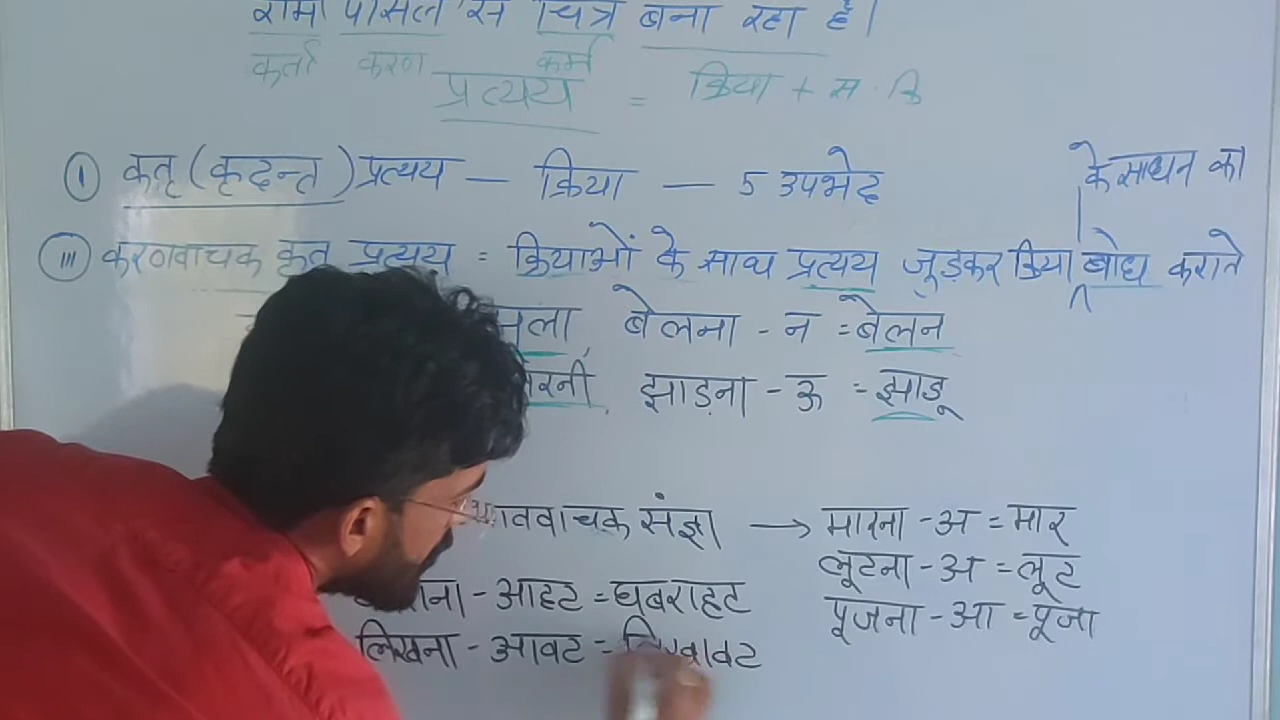 रामा पेंसिल से चित्र बना रहा है।
कर्ता करण कर्म
प्रत्यय = क्रिया + स. क्रि
के साधन का
① कृत (कृदन्त) प्रत्यय — क्रिया — 5 उपभेद
(iii) करणवाचक कृत प्रत्यय = क्रियाओं के साथ प्रत्यय जुड़कर क्रिया बोध कराते
बेलना - न = बेलन
झाड़ना - ऊ = झाडू
भाववाचक संज्ञा → मारना - अ = मार
लूटना - अ = लूट
- आहट = घबराहट पूजना - आ = पूजा
लिखना - आवट = लिखावट